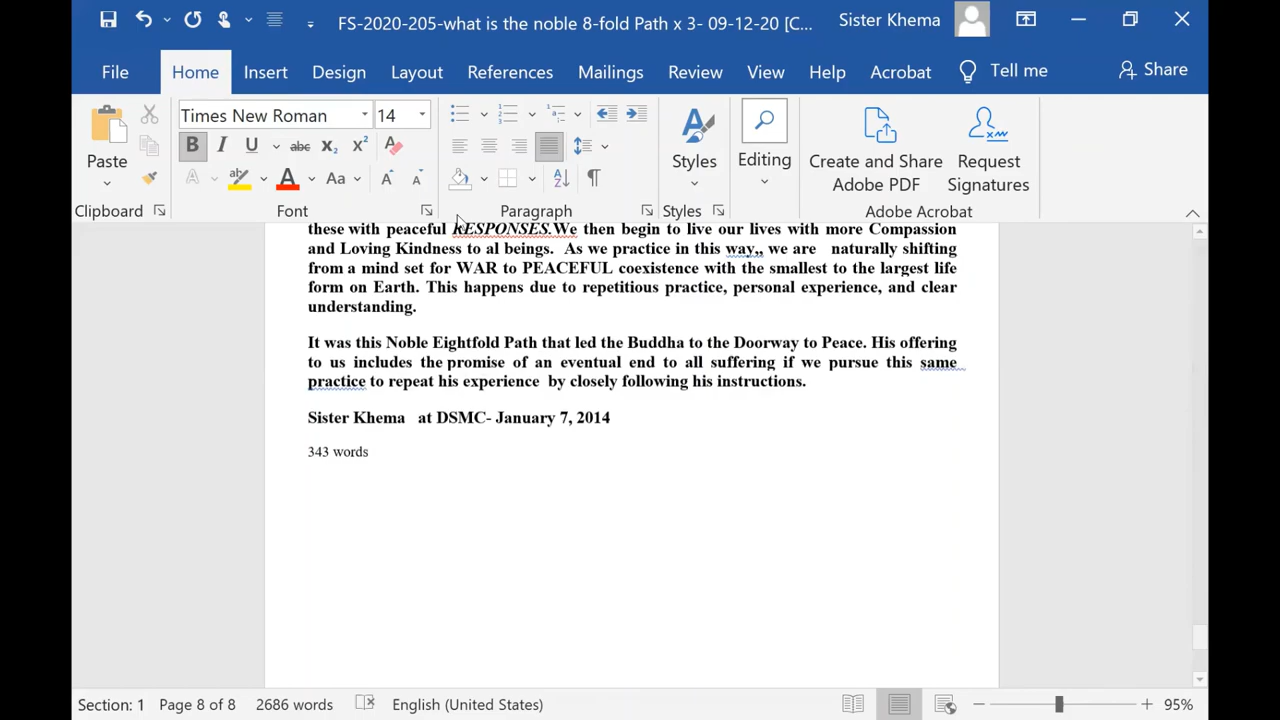 FS-2020-205-what is the noble 8-fold Path x 3- 09-12-20 [C... Sister Khema
File Home Insert Design Layout References Mailings Review View Help Acrobat Tell me Share
Times New Roman 14
Paste Styles Editing Create and Share Adobe PDF Request Signatures
Clipboard Font Paragraph Styles Adobe Acrobat
these with peaceful RESPONSES.We then begin to live our lives with more Compassion
and Loving Kindness to al beings. As we practice in this way,, we are naturally shifting
from a mind set for WAR to PEACEFUL coexistence with the smallest to the largest life
form on Earth. This happens due to repetitious practice, personal experience, and clear
understanding.
It was this Noble Eightfold Path that led the Buddha to the Doorway to Peace. His offering
to us includes the promise of an eventual end to all suffering if we pursue this same
practice to repeat his experience by closely following his instructions.
Sister Khema at DSMC- January 7, 2014
343 words
Section: 1 Page 8 of 8 2686 words English (United States) 95%